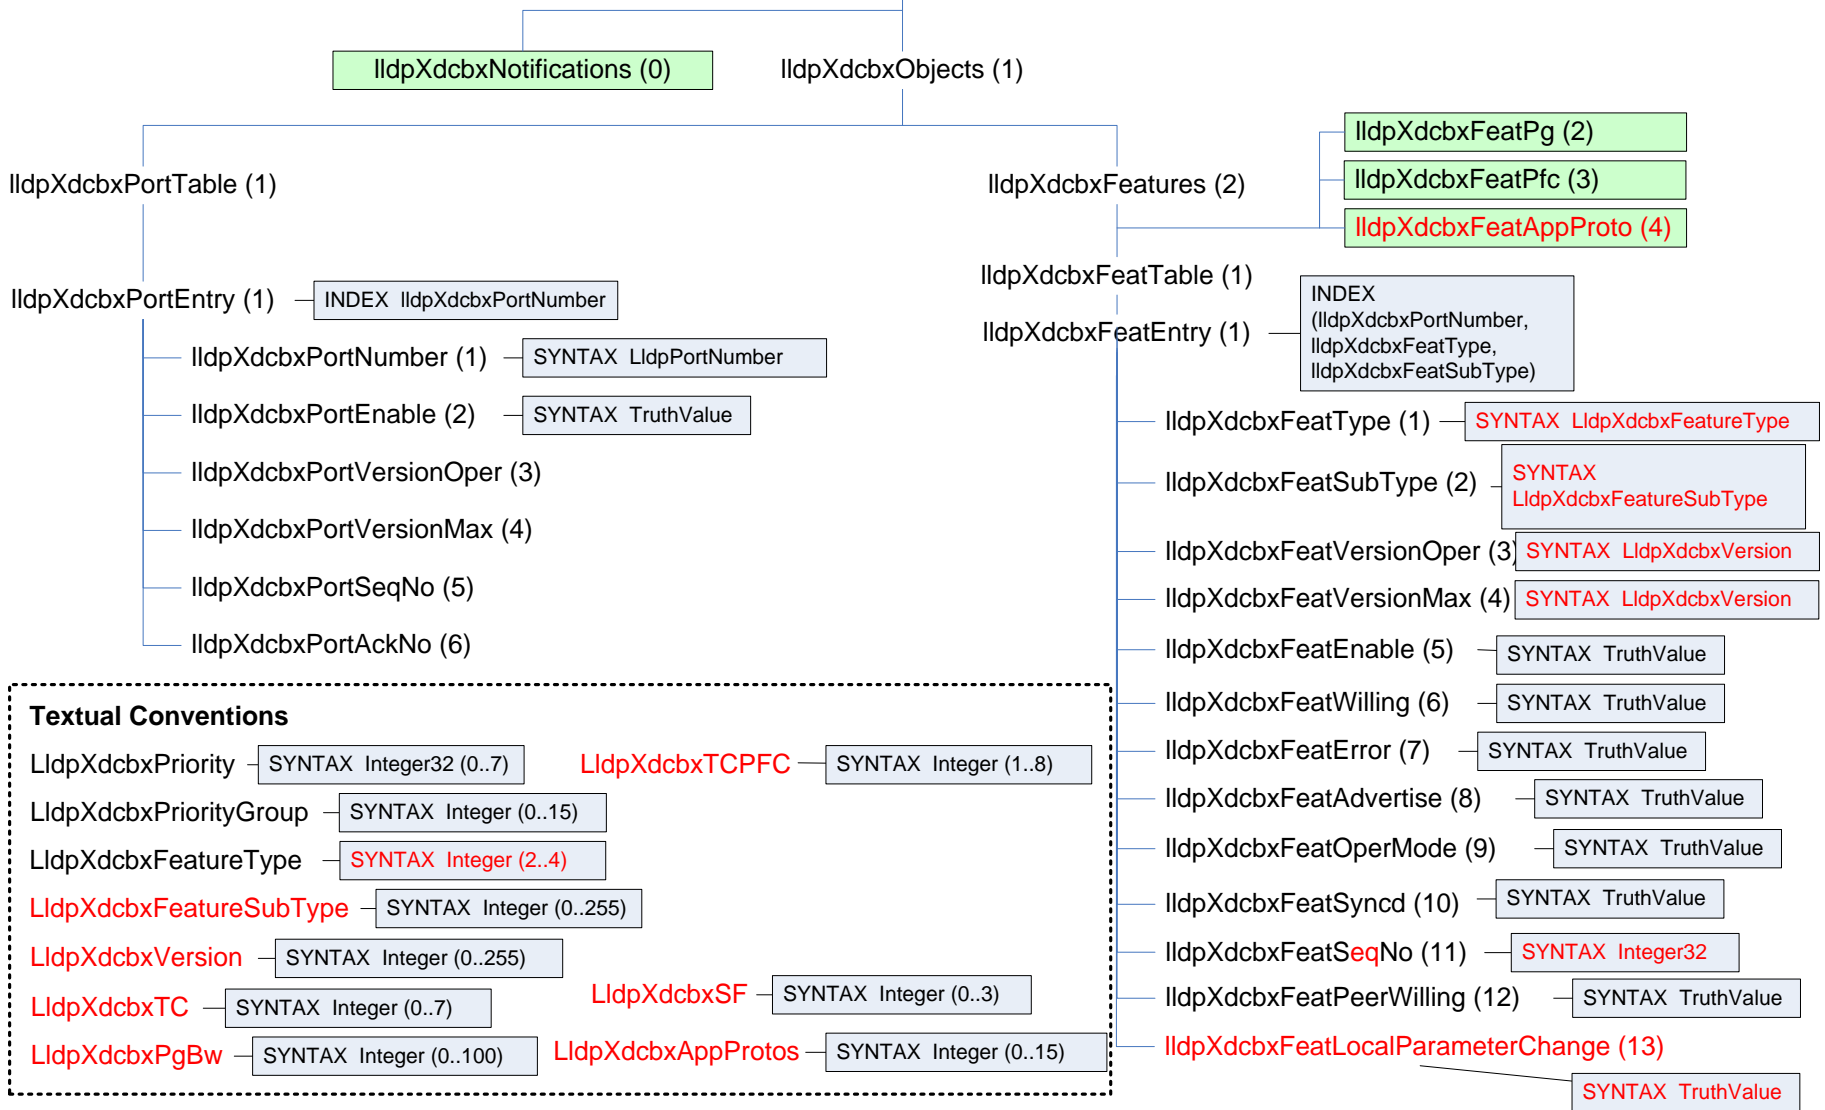 lldpXdcbxNotifications (0)
lldpXdcbxObjects (1)
lldpXdcbxPortTable (1)
lldpXdcbxPortEntry (1)
INDEX lldpXdcbxPortNumber
lldpXdcbxPortNumber (1)
SYNTAX LldpPortNumber
lldpXdcbxPortEnable (2)
SYNTAX TruthValue
lldpXdcbxPortVersionOper (3)
lldpXdcbxPortVersionMax (4)
lldpXdcbxPortSeqNo (5)
lldpXdcbxPortAckNo (6)
lldpXdcbxFeatures (2)
lldpXdcbxFeatPg (2)
lldpXdcbxFeatPfc (3)
lldpXdcbxFeatAppProto (4)
lldpXdcbxFeatTable (1)
lldpXdcbxFeatEntry (1)
INDEX
(lldpXdcbxPortNumber,
lldpXdcbxFeatType,
lldpXdcbxFeatSubType)
lldpXdcbxFeatType (1)
SYNTAX LldpXdcbxFeatureType
lldpXdcbxFeatSubType (2)
SYNTAX
LldpXdcbxFeatureSubType
lldpXdcbxFeatVersionOper (3)
SYNTAX LldpXdcbxVersion
lldpXdcbxFeatVersionMax (4)
SYNTAX LldpXdcbxVersion
lldpXdcbxFeatEnable (5)
SYNTAX TruthValue
lldpXdcbxFeatWilling (6)
SYNTAX TruthValue
lldpXdcbxFeatError (7)
SYNTAX TruthValue
lldpXdcbxFeatAdvertise (8)
SYNTAX TruthValue
lldpXdcbxFeatOperMode (9)
SYNTAX TruthValue
lldpXdcbxFeatSyncd (10)
SYNTAX TruthValue
lldpXdcbxFeatSeqNo (11)
SYNTAX Integer32
lldpXdcbxFeatPeerWilling (12)
SYNTAX TruthValue
lldpXdcbxFeatLocalParameterChange (13)
SYNTAX TruthValue
Textual Conventions
LldpXdcbxPriority
SYNTAX Integer32 (0..7)
LldpXdcbxTCPFC
SYNTAX Integer (1..8)
LldpXdcbxPriorityGroup
SYNTAX Integer (0..15)
LldpXdcbxFeatureType
SYNTAX Integer (2..4)
LldpXdcbxFeatureSubType
SYNTAX Integer (0..255)
LldpXdcbxVersion
SYNTAX Integer (0..255)
LldpXdcbxTC
SYNTAX Integer (0..7)
LldpXdcbxSF
SYNTAX Integer (0..3)
LldpXdcbxPgBw
SYNTAX Integer (0..100)
LldpXdcbxAppProtos
SYNTAX Integer (0..15)